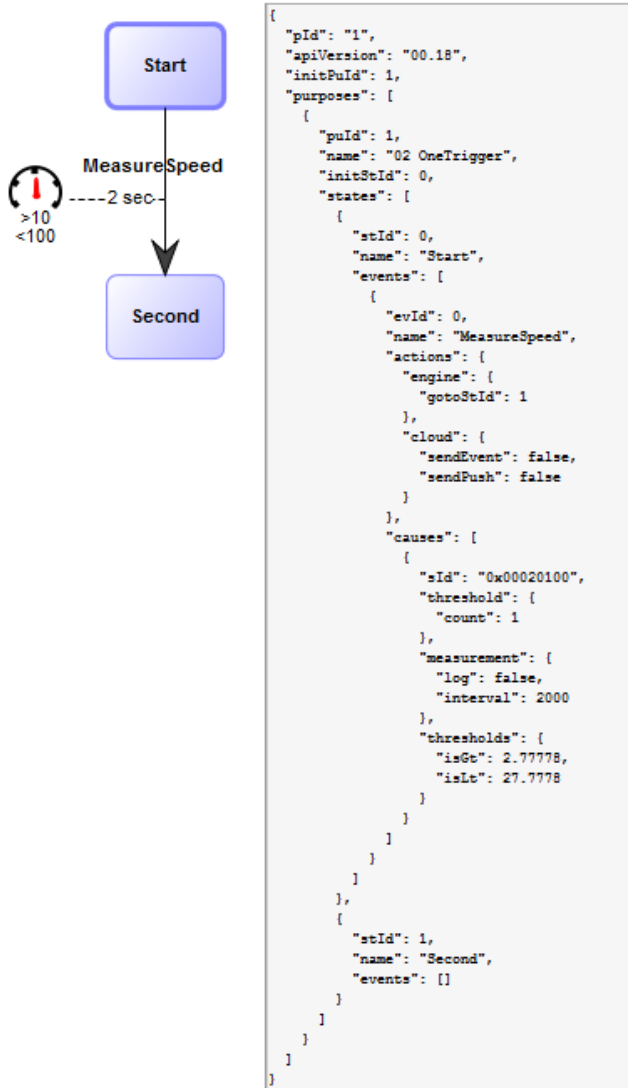 Start
MeasureSpeed
2 sec
>10
<100
Second
{
  "pId": "1",
  "apiVersion": "00.18",
  "initPuId": 1,
  "purposes": [
    {
      "puId": 1,
      "name": "02 OneTrigger",
      "initStId": 0,
      "states": [
        {
          "stId": 0,
          "name": "Start",
          "events": [
            {
              "evId": 0,
              "name": "MeasureSpeed",
              "actions": {
                "engine": {
                  "gotoStId": 1
                },
                "cloud": {
                  "sendEvent": false,
                  "sendPush": false
                }
              },
              "causes": [
                {
                  "sId": "0x00020100",
                  "threshold": {
                    "count": 1
                  },
                  "measurement": {
                    "log": false,
                    "interval": 2000
                  },
                  "thresholds": {
                    "isGt": 2.77778,
                    "isLt": 27.7778
                  }
                }
              ]
            }
          ]
        },
        {
          "stId": 1,
          "name": "Second",
          "events": []
        }
      ]
    }
  ]
}